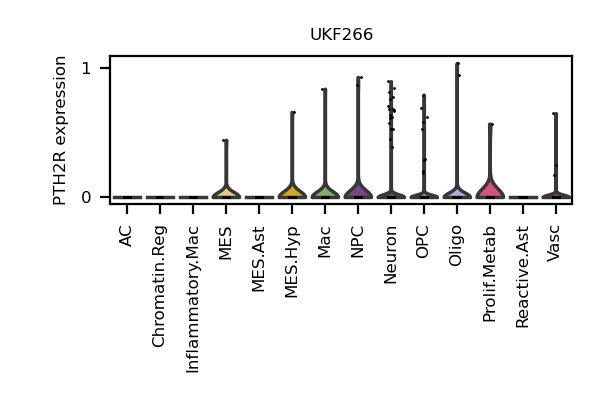 UKF266
PTH2R expression
1
0
AC
Chromatin.Reg
Inflammatory.Mac
MES
MES.Ast
MES.Hyp
Mac
NPC
Neuron
OPC
Oligo
Prolif.Metab
Reactive.Ast
Vasc